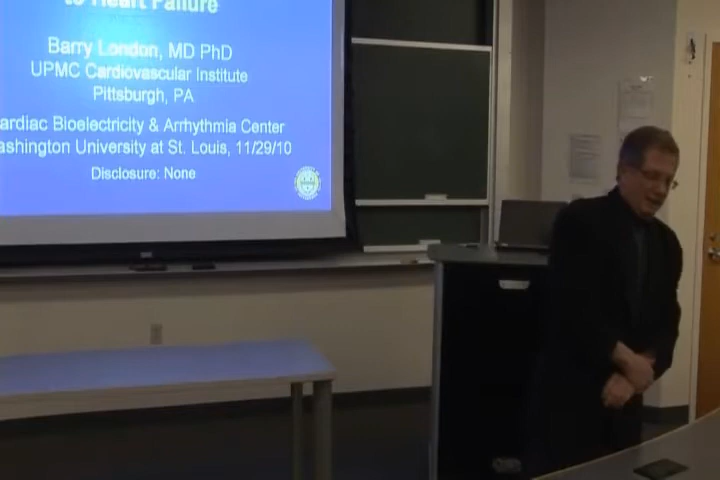 to Heart Failure
Barry London, MD PhD
UPMC Cardiovascular Institute
Pittsburgh, PA
ardiac Bioelectricity & Arrhythmia Center
ashington University at St. Louis, 11/29/10
Disclosure: None